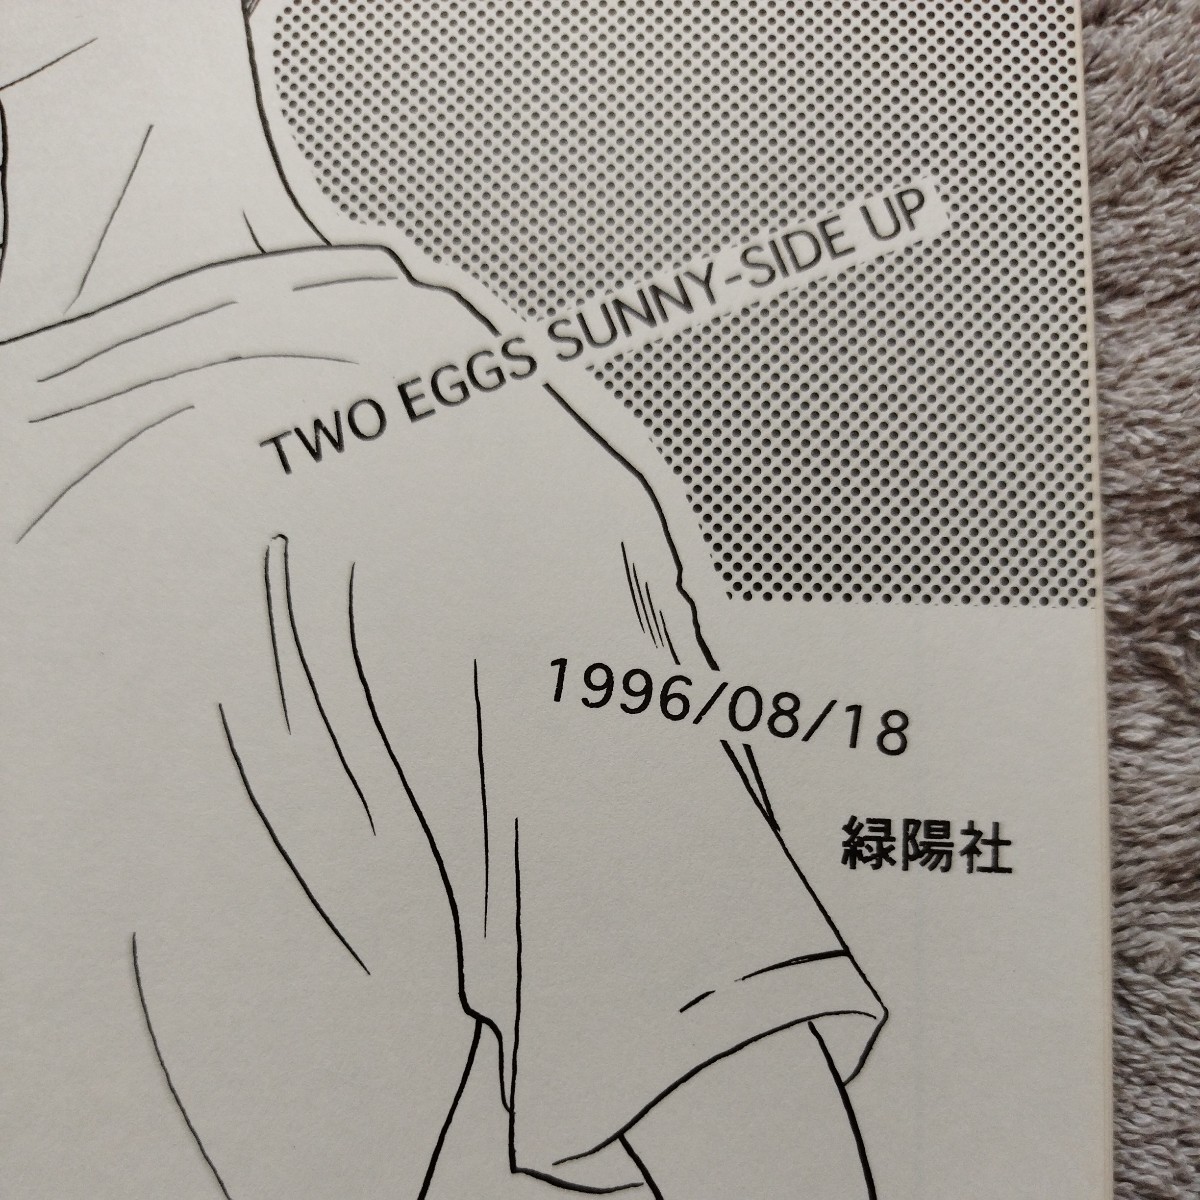 TWO EGGS SUNNY-SIDE UP
1996/08/18
緑陽社